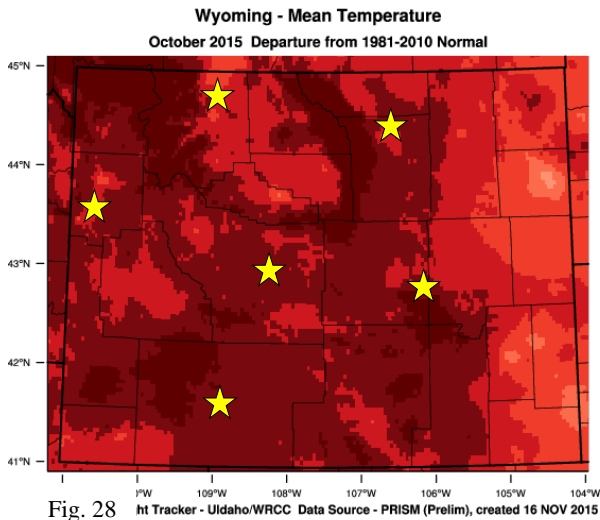 Wyoming - Mean Temperature
October 2015 Departure from 1981-2010 Normal
45°N
44°N
43°N
42°N
41°N
1°W 109°W 108°W 107°W 106°W 105°W 104°W
Fig. 28 ht Tracker - UIdaho/WRCC Data Source - PRISM (Prelim), created 16 NOV 2015